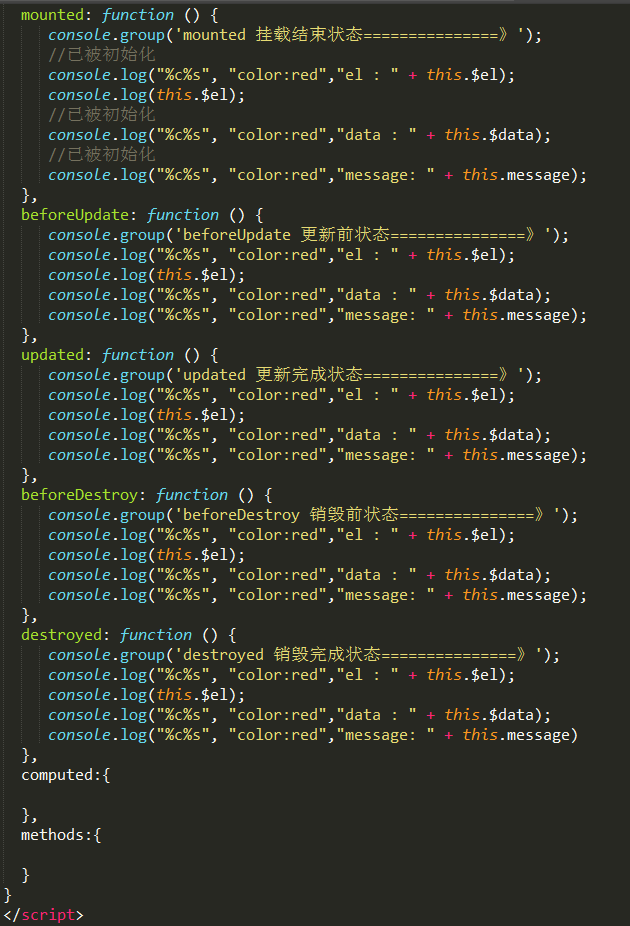 mounted: function () {
console.group('mounted 挂载结束状态===============》');
//已被初始化
console.log("%c%s", "color:red","el : " + this.$el);
console.log(this.$el);
//已被初始化
console.log("%c%s", "color:red","data : " + this.$data);
//已被初始化
console.log("%c%s", "color:red","message: " + this.message);
},
beforeUpdate: function () {
console.group('beforeUpdate 更新前状态===============》');
console.log("%c%s", "color:red","el : " + this.$el);
console.log(this.$el);
console.log("%c%s", "color:red","data : " + this.$data);
console.log("%c%s", "color:red","message: " + this.message);
},
updated: function () {
console.group('updated 更新完成状态===============》');
console.log("%c%s", "color:red","el : " + this.$el);
console.log(this.$el);
console.log("%c%s", "color:red","data : " + this.$data);
console.log("%c%s", "color:red","message: " + this.message);
},
beforeDestroy: function () {
console.group('beforeDestroy 销毁前状态===============》');
console.log("%c%s", "color:red","el : " + this.$el);
console.log(this.$el);
console.log("%c%s", "color:red","data : " + this.$data);
console.log("%c%s", "color:red","message: " + this.message);
},
destroyed: function () {
console.group('destroyed 销毁完成状态===============》');
console.log("%c%s", "color:red","el : " + this.$el);
console.log(this.$el);
console.log("%c%s", "color:red","data : " + this.$data);
console.log("%c%s", "color:red","message: " + this.message)
},
computed:{
},
methods:{
}
}
</script>